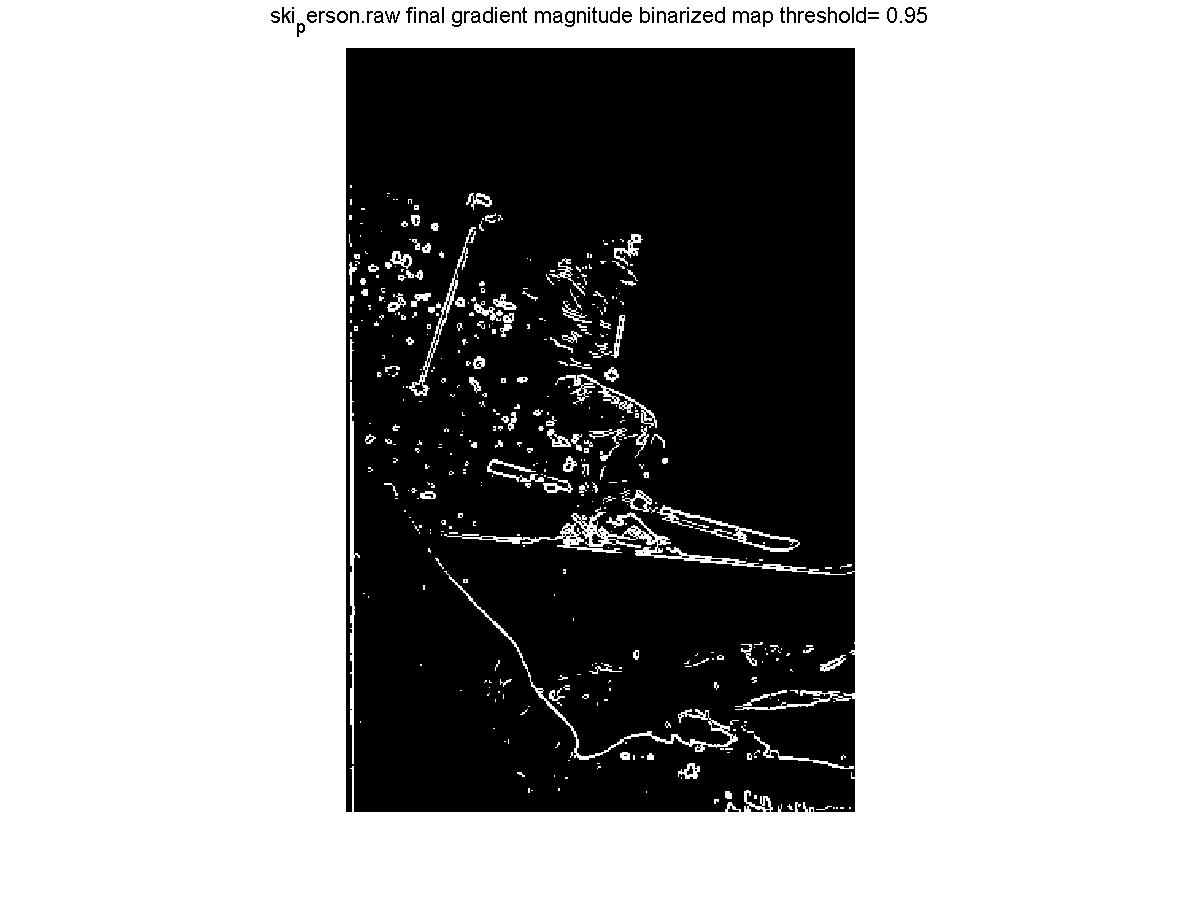 ski_person.raw final gradient magnitude binarized map threshold= 0.95